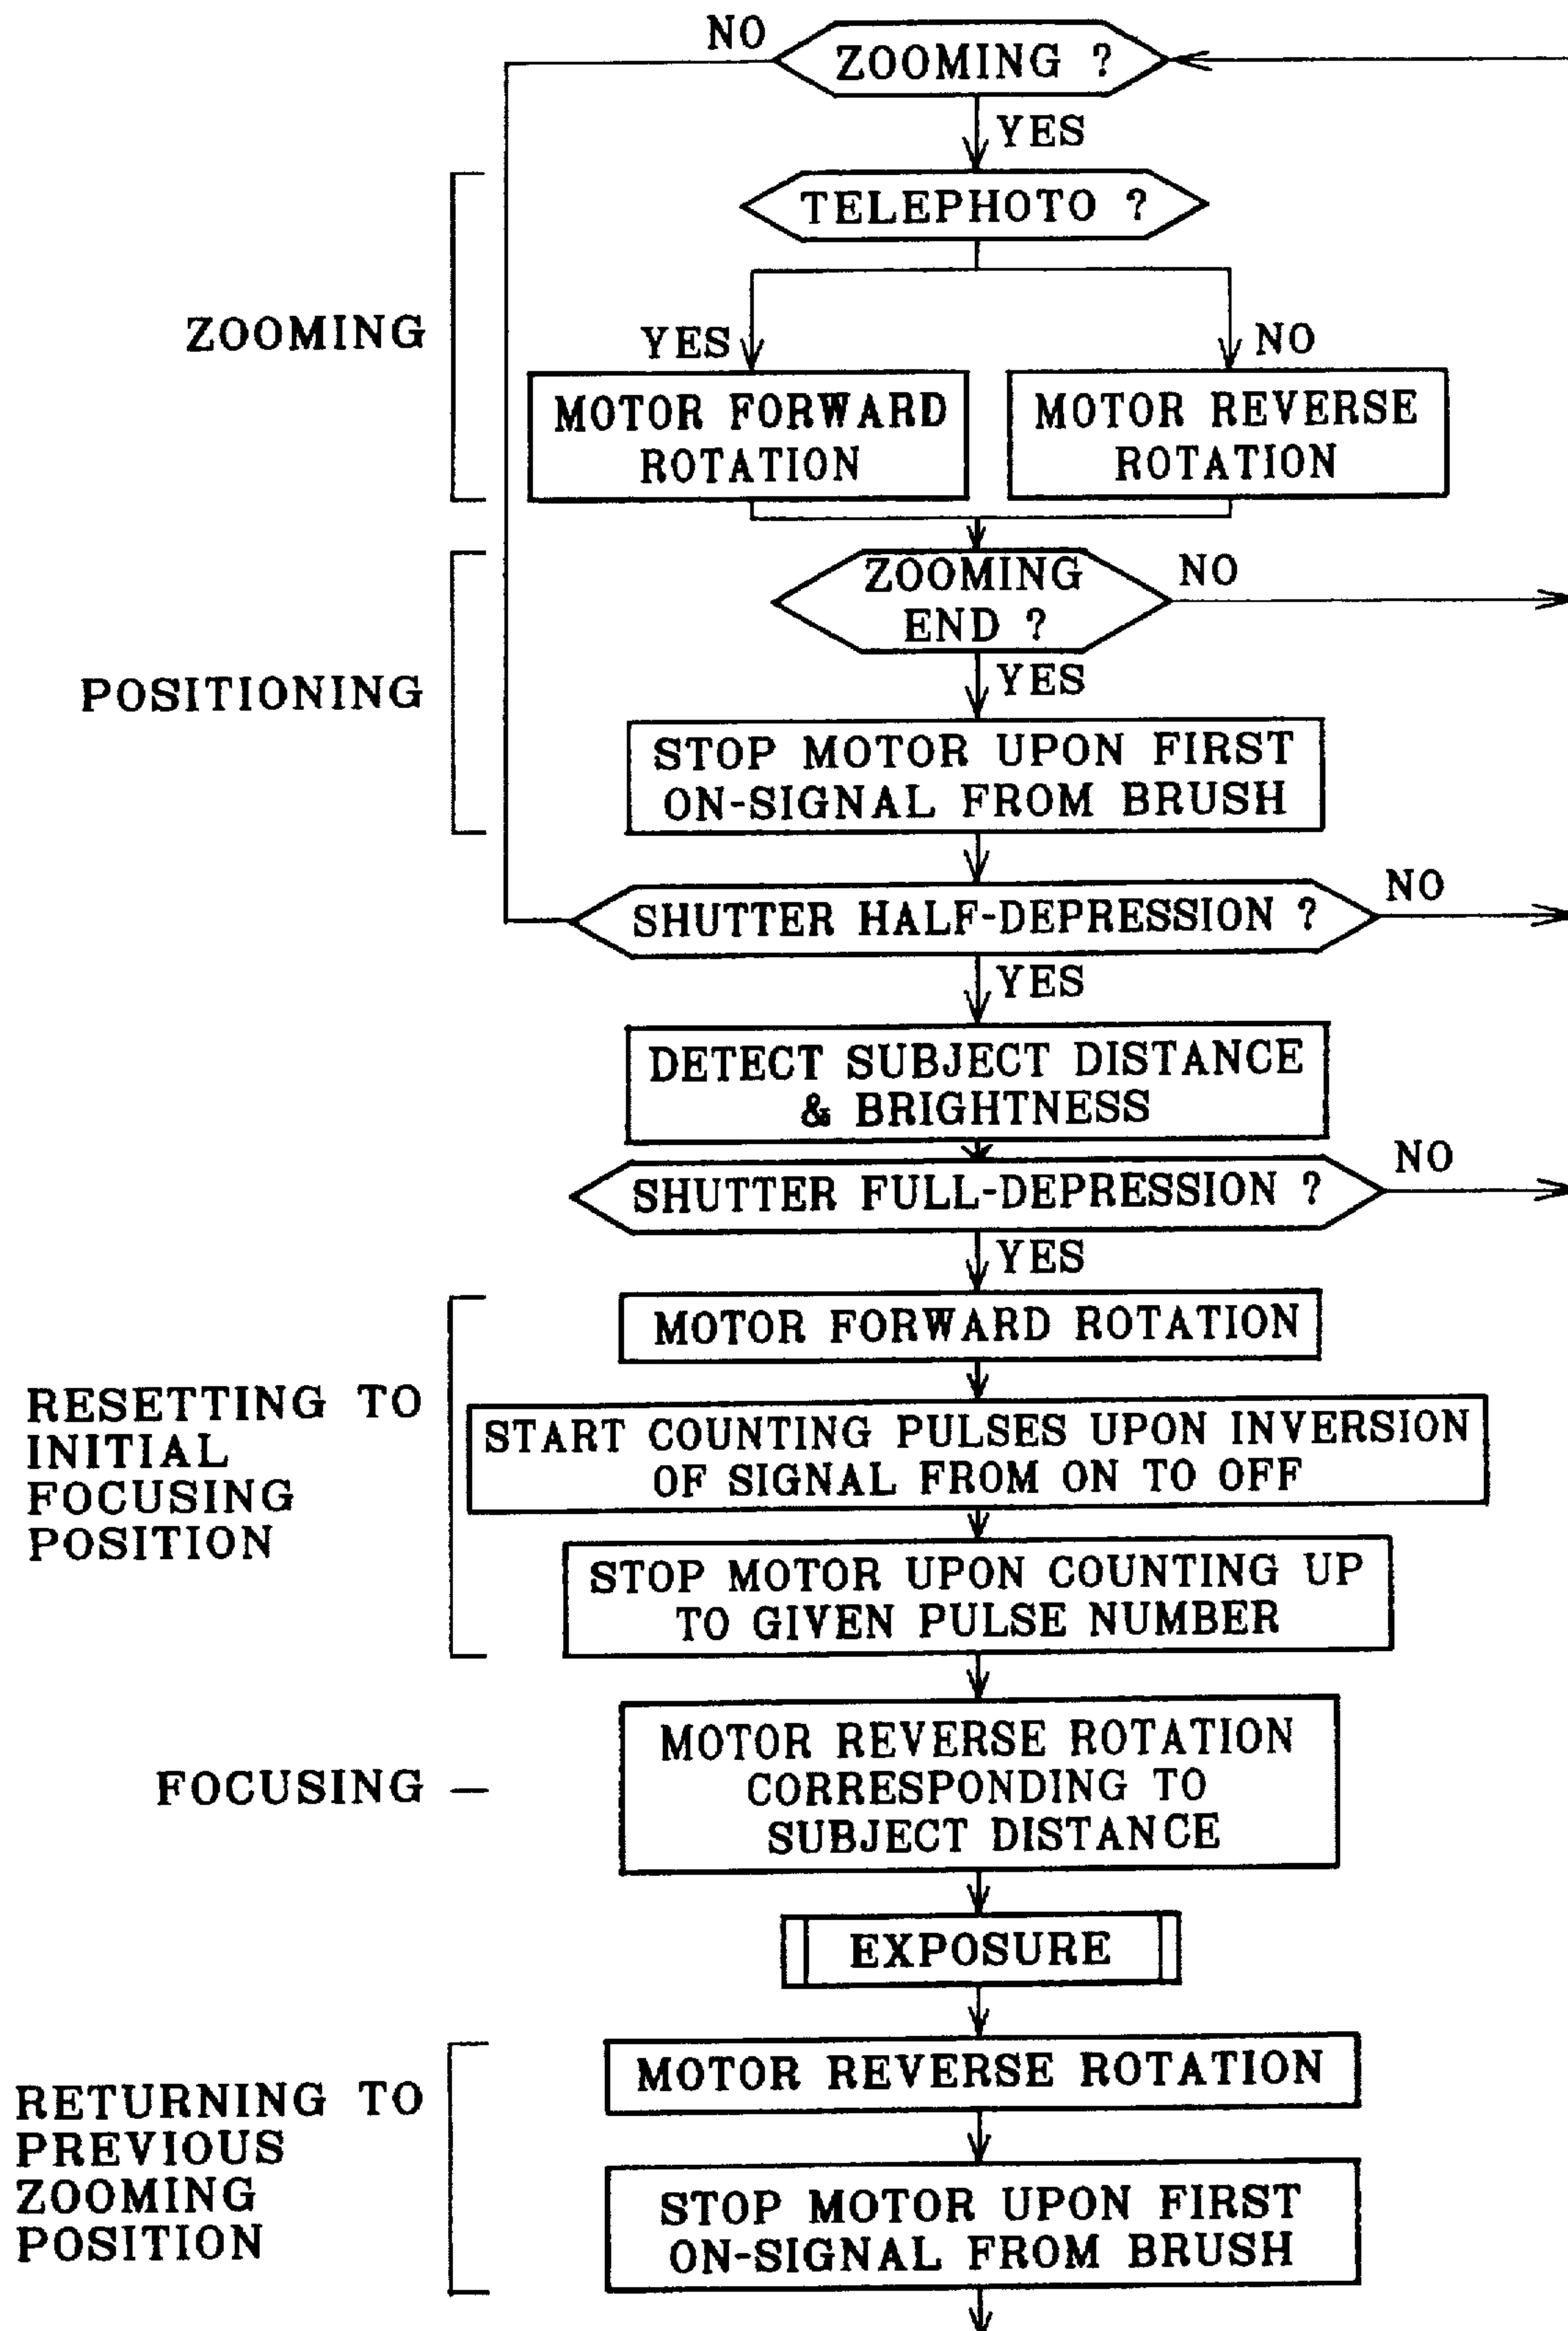 NO
ZOOMING ?
YES
TELEPHOTO ?
ZOOMING
YES
NO
MOTOR FORWARD
ROTATION
MOTOR REVERSE
ROTATION
ZOOMING
END ?
NO
YES
POSITIONING
STOP MOTOR UPON FIRST
ON-SIGNAL FROM BRUSH
SHUTTER HALF-DEPRESSION ?
NO
YES
DETECT SUBJECT DISTANCE
& BRIGHTNESS
SHUTTER FULL-DEPRESSION ?
NO
YES
RESETTING TO
INITIAL
FOCUSING
POSITION
MOTOR FORWARD ROTATION
START COUNTING PULSES UPON INVERSION
OF SIGNAL FROM ON TO OFF
STOP MOTOR UPON COUNTING UP
TO GIVEN PULSE NUMBER
FOCUSING
MOTOR REVERSE ROTATION
CORRESPONDING TO
SUBJECT DISTANCE
EXPOSURE
RETURNING TO
PREVIOUS
ZOOMING
POSITION
MOTOR REVERSE ROTATION
STOP MOTOR UPON FIRST
ON-SIGNAL FROM BRUSH